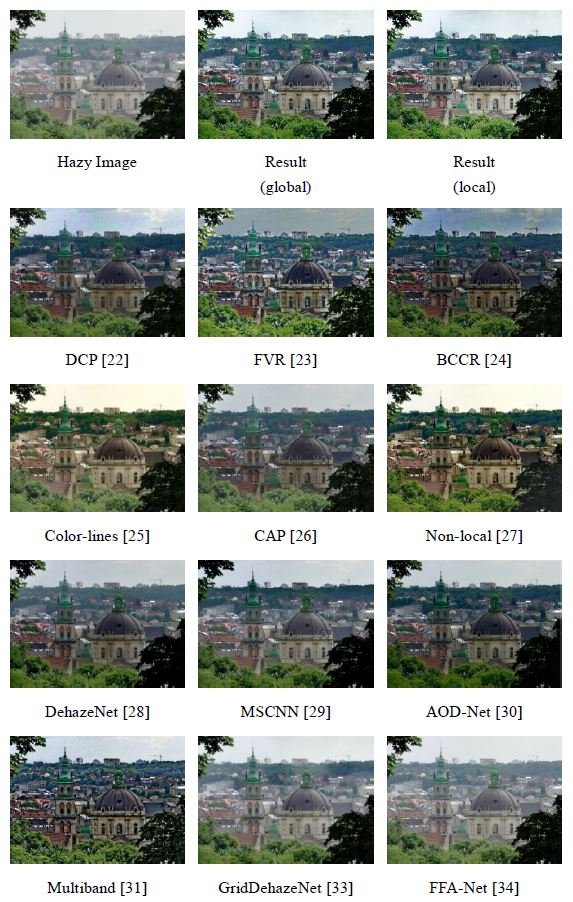 Hazy Image
Result
(global)
Result
(local)
DCP [22]
FVR [23]
BCCR [24]
Color-lines [25]
CAP [26]
Non-local [27]
DehazeNet [28]
MSCNN [29]
AOD-Net [30]
Multiband [31]
GridDehazeNet [33]
FFA-Net [34]